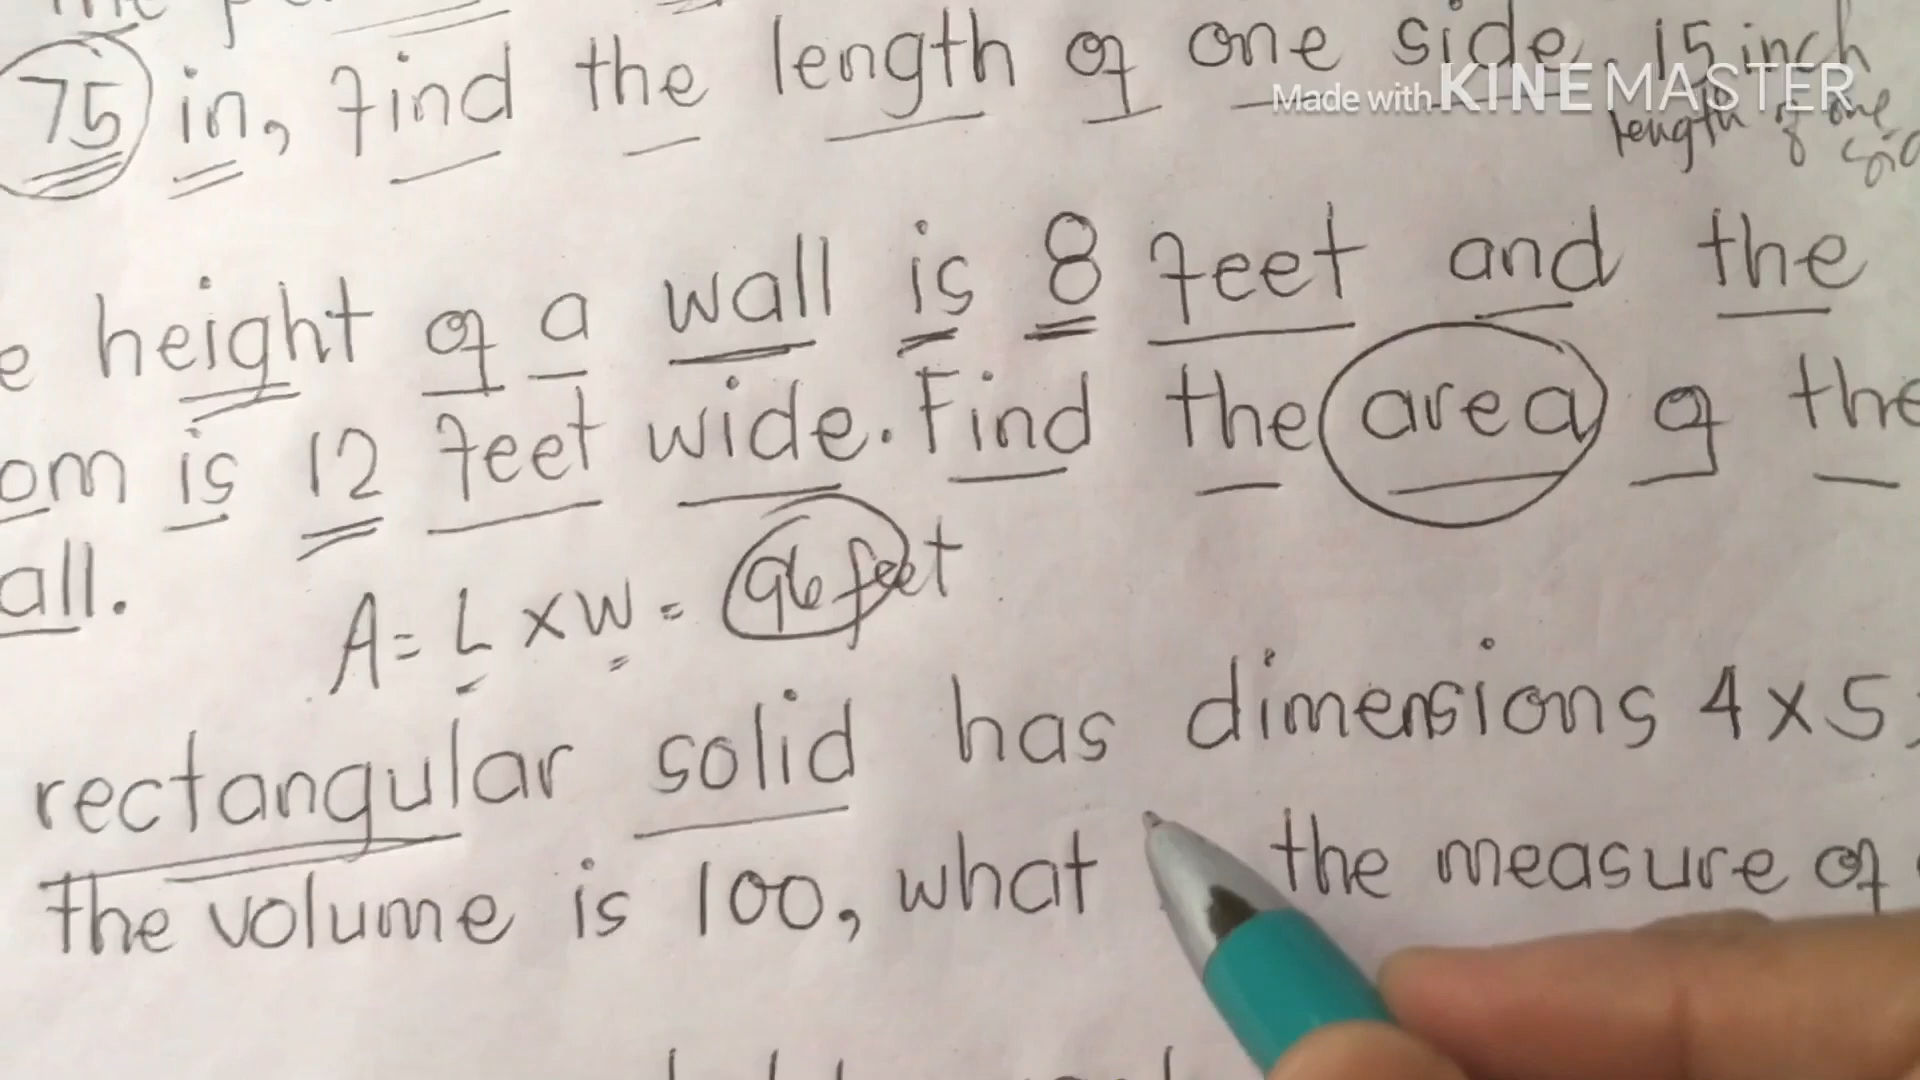 75 in, find the length of one side. 15 inch
Made with KINEMASTER
length of one
e height of a wall is 8 feet and the
om is 12 feet wide. Find the area of the
all.
A = L x W = 96 feet
rectangular solid has dimensions 4 x 5
the volume is 100, what the measure of